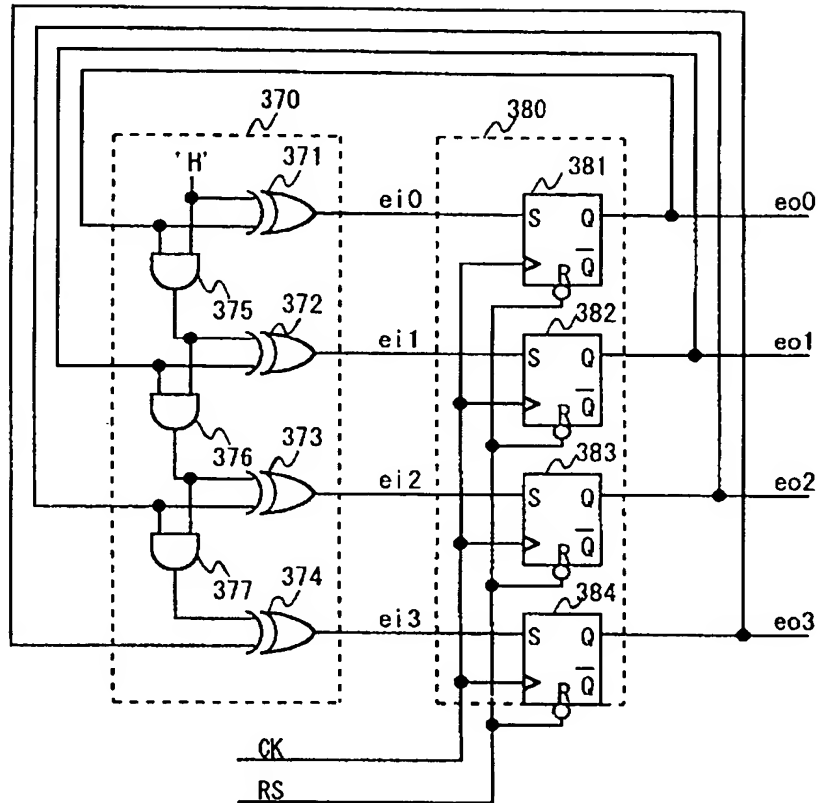 370
380
'H'
371
381
ei0
S Q
eo0
R Q
375
372
382
ei1
S Q
eo1
R Q
376
373
383
ei2
S Q
eo2
R Q
377
374
384
ei3
S Q
eo3
R Q
CK
RS